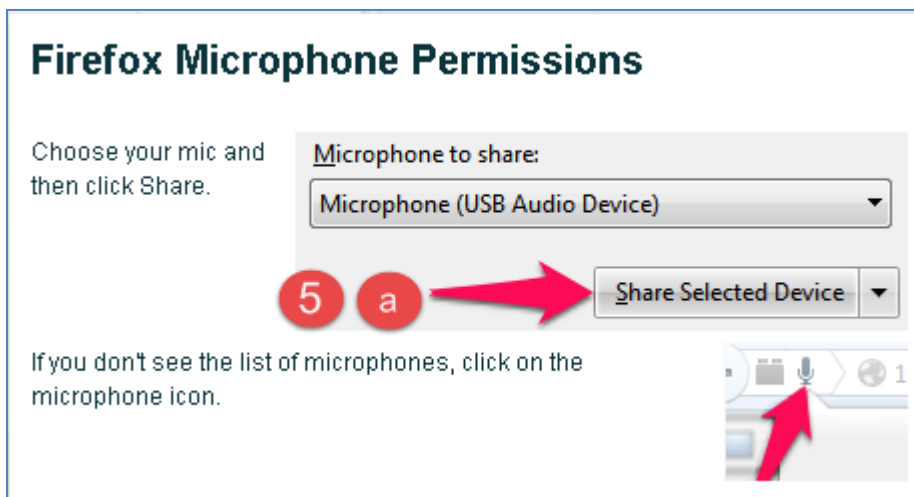 Firefox Microphone Permissions
Choose your mic and
then click Share.
Microphone to share:
Microphone (USB Audio Device)
5 a
Share Selected Device
If you don't see the list of microphones, click on the
microphone icon.
1